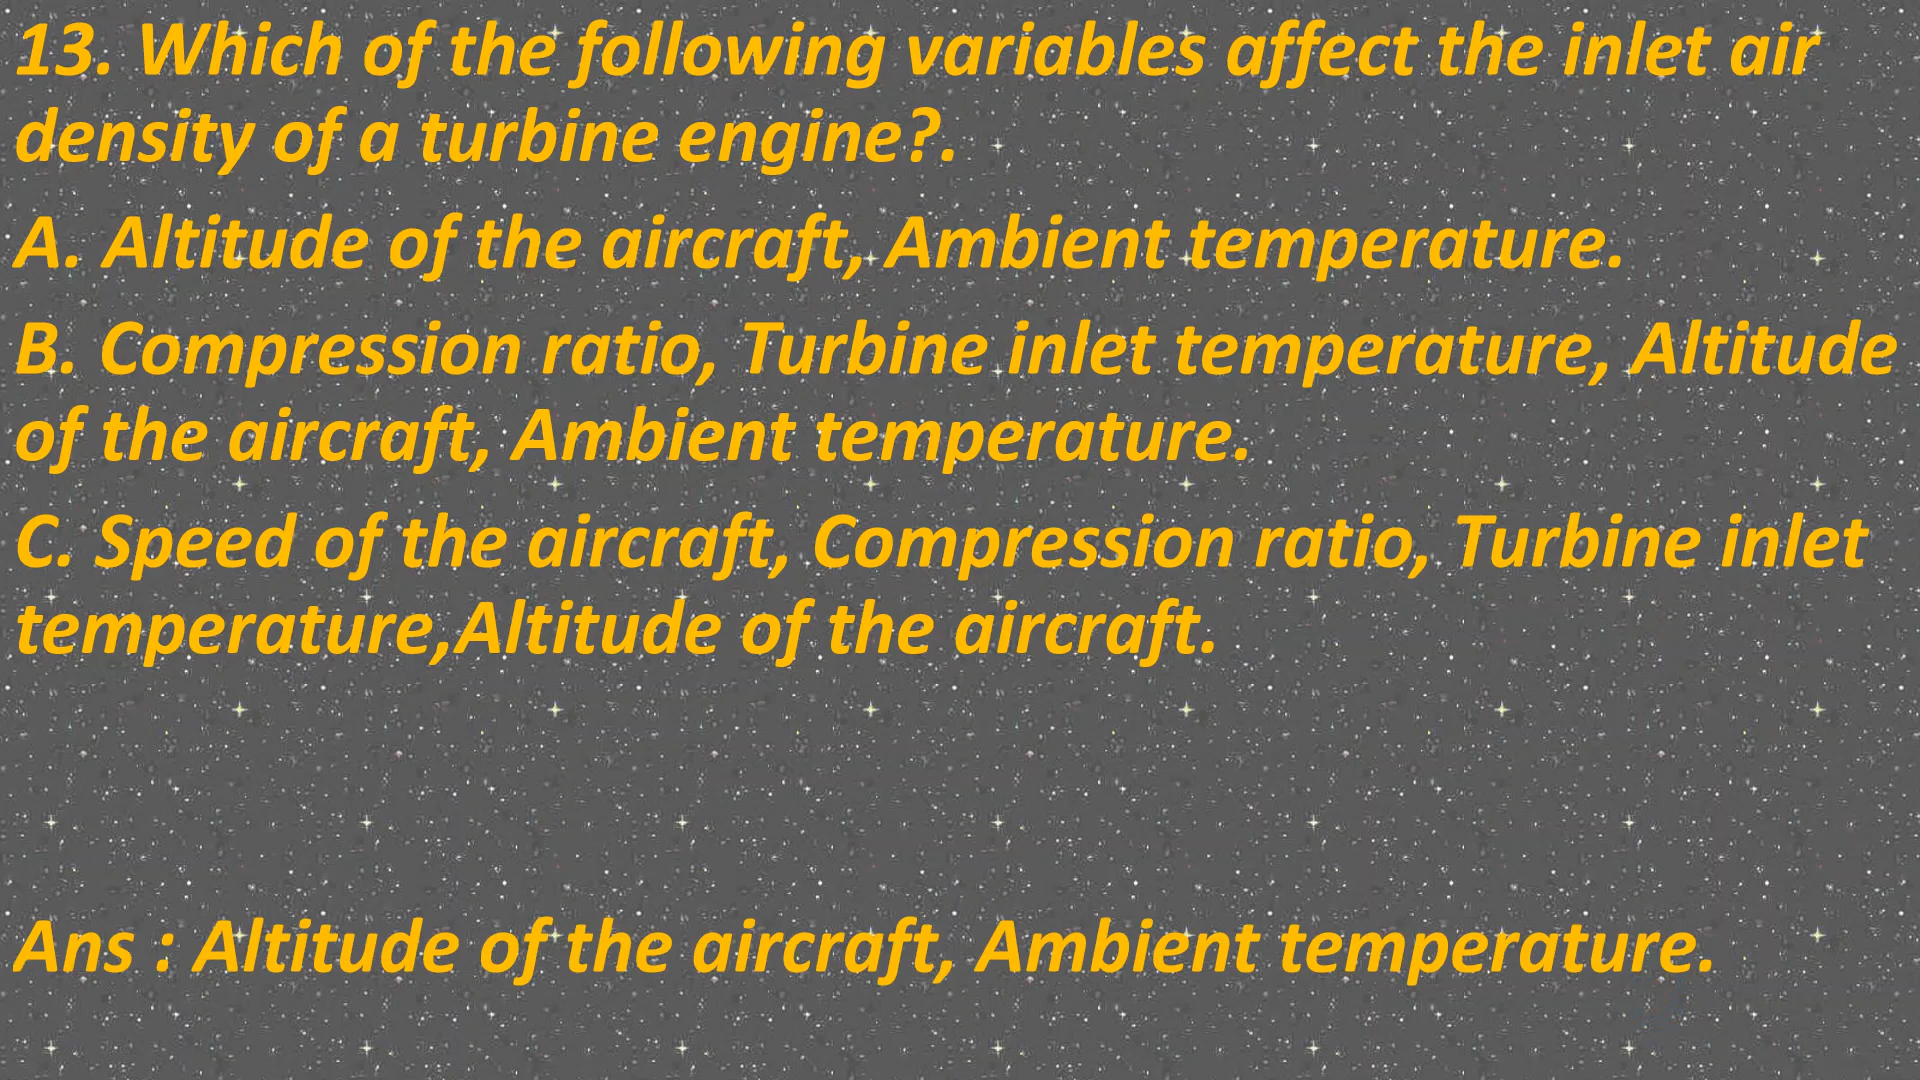 13. Which of the following variables affect the inlet air
density of a turbine engine?.
A. Altitude of the aircraft, Ambient temperature.
B. Compression ratio, Turbine inlet temperature, Altitude
of the aircraft, Ambient temperature.
C. Speed of the aircraft, Compression ratio, Turbine inlet
temperature,Altitude of the aircraft.
Ans : Altitude of the aircraft, Ambient temperature.